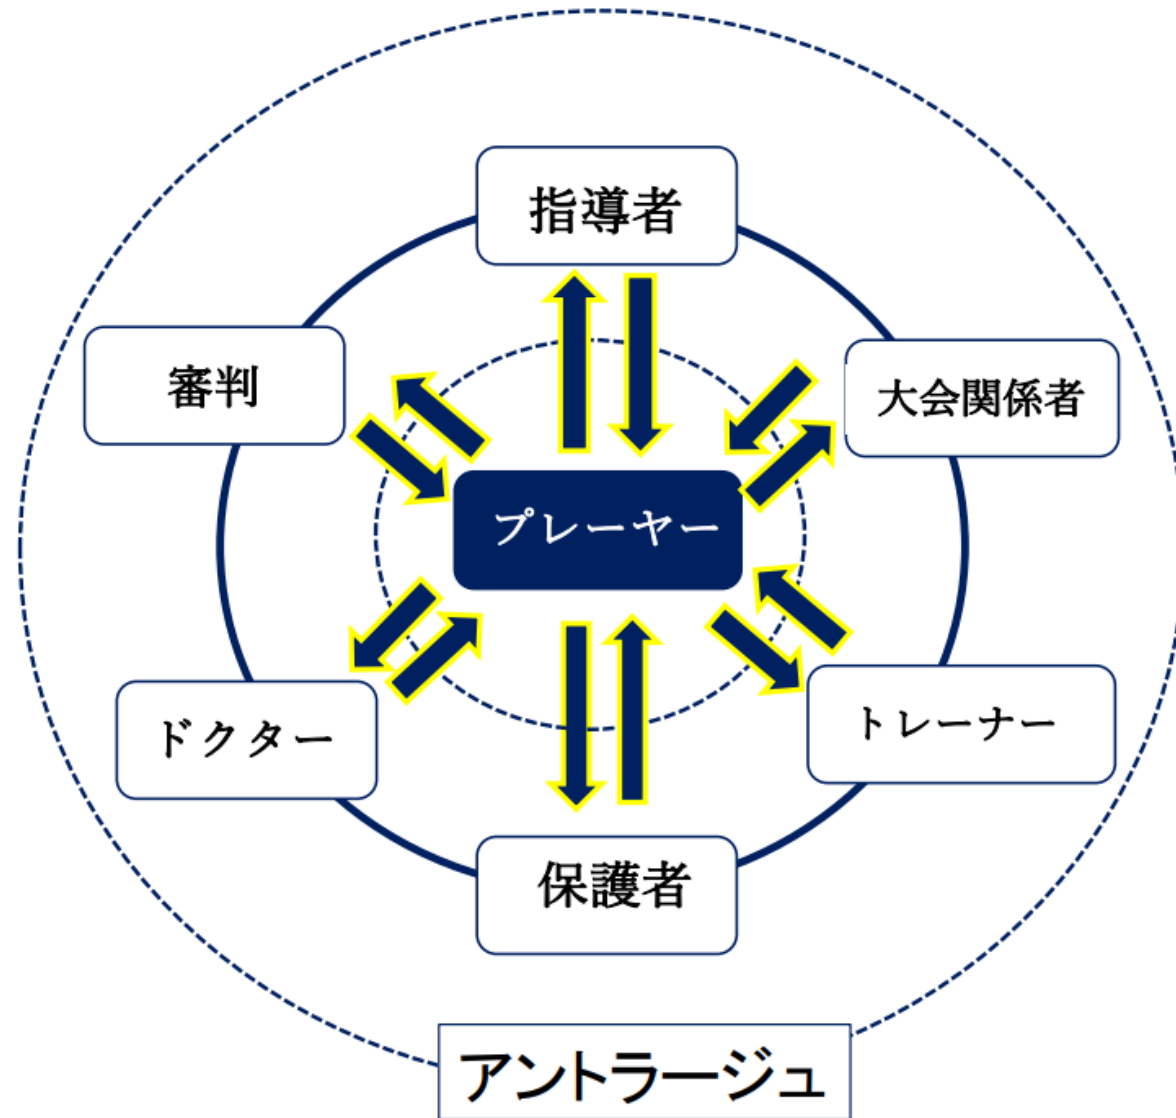 指導者
審判
大会関係者
プレーヤー
ドクター
トレーナー
保護者
アントラージュ